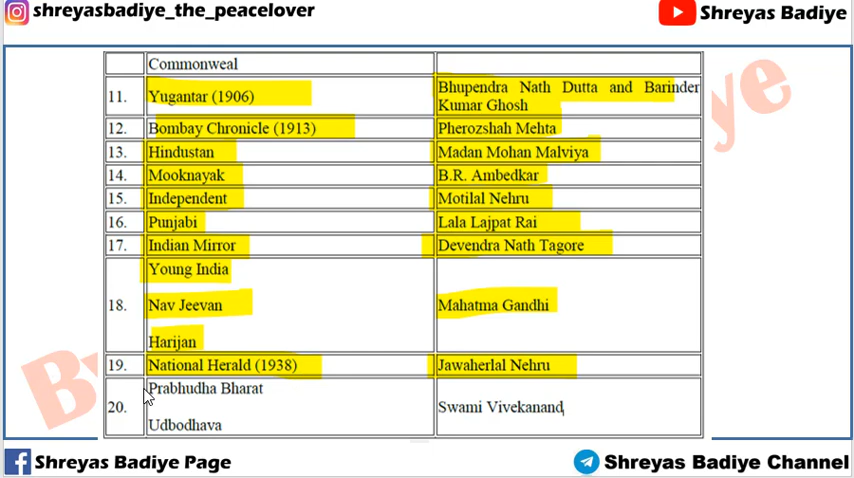 shreyasbadiye_the_peacelover
Shreyas Badiye
Commonweal
11. Yugantar (1906) Bhupendra Nath Dutta and Barinder
Kumar Ghosh
12. Bombay Chronicle (1913) Pherozshah Mehta
13. Hindustan Madan Mohan Malviya
14. Mooknayak B.R. Ambedkar
15. Independent Motilal Nehru
16. Punjabi Lala Lajpat Rai
17. Indian Mirror Devendra Nath Tagore
Young India
18. Nav Jeevan Mahatma Gandhi
Harijan
19. National Herald (1938) Jawaherlal Nehru
Prabhudha Bharat
20. Swami Vivekanand
Udbodhava
Shreyas Badiye Page
Shreyas Badiye Channel